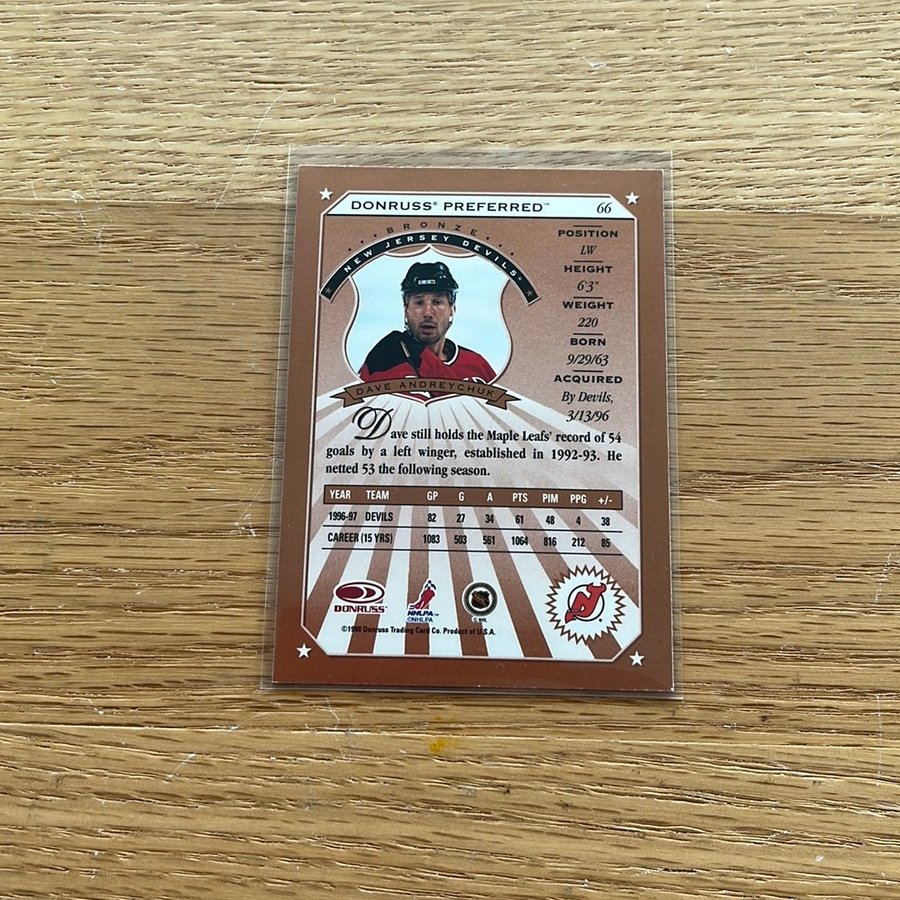 DONRUSS® PREFERRED™ 66
BRONZE
NEW JERSEY DEVILS®
DAVE ANDREYCHUK
POSITION
LW
HEIGHT
6'3"
WEIGHT
220
BORN
9/29/63
ACQUIRED
By Devils,
3/13/96
Dave still holds the Maple Leafs' record of 54
goals by a left winger, established in 1992-93. He
netted 53 the following season.
YEAR TEAM GP G A PTS PIM PPG +/-
1996-97 DEVILS 82 27 34 61 48 4 38
CAREER (15 YRS) 1083 503 561 1064 816 212 85
DONRUSS
NHLPA™
©NHLPA
© NHL
©1998 Donruss Trading Card Co. Product of U.S.A.